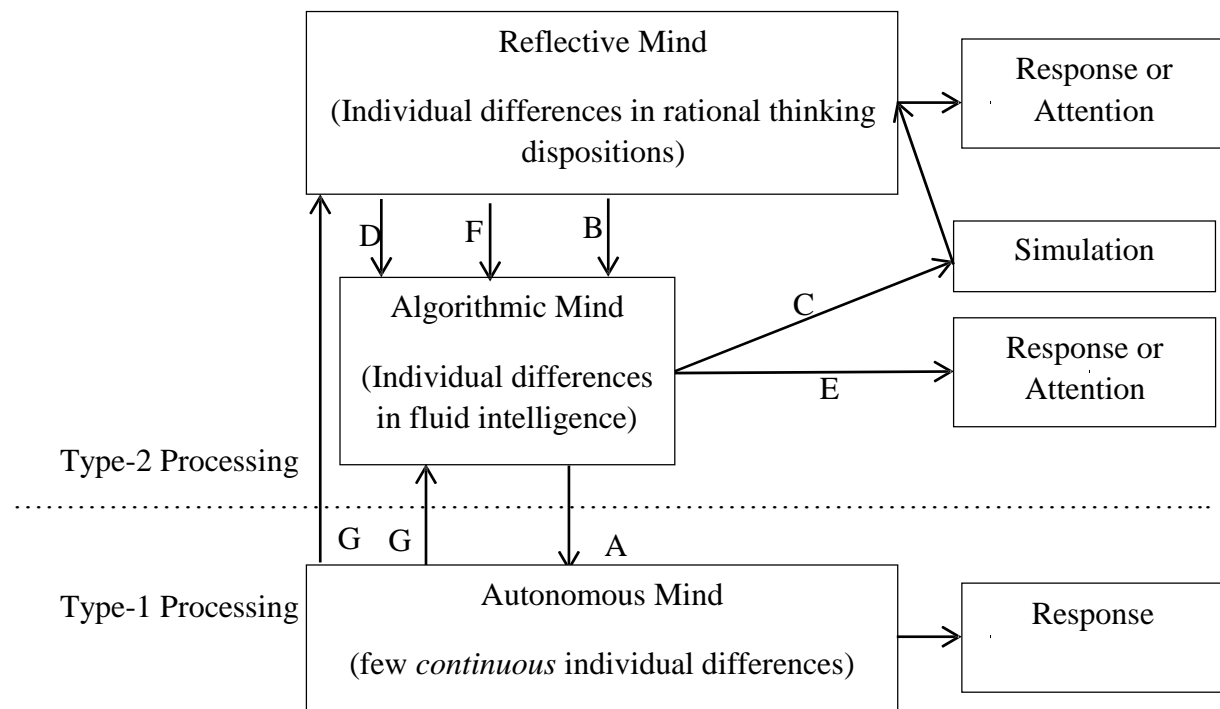 Reflective Mind
(Individual differences in rational thinking
dispositions)
Response or
Attention
D
F
B
Simulation
Algorithmic Mind
(Individual differences
in fluid intelligence)
C
Response or
Attention
E
Type-2 Processing
G
G
A
Type-1 Processing
Autonomous Mind
(few continuous individual differences)
Response